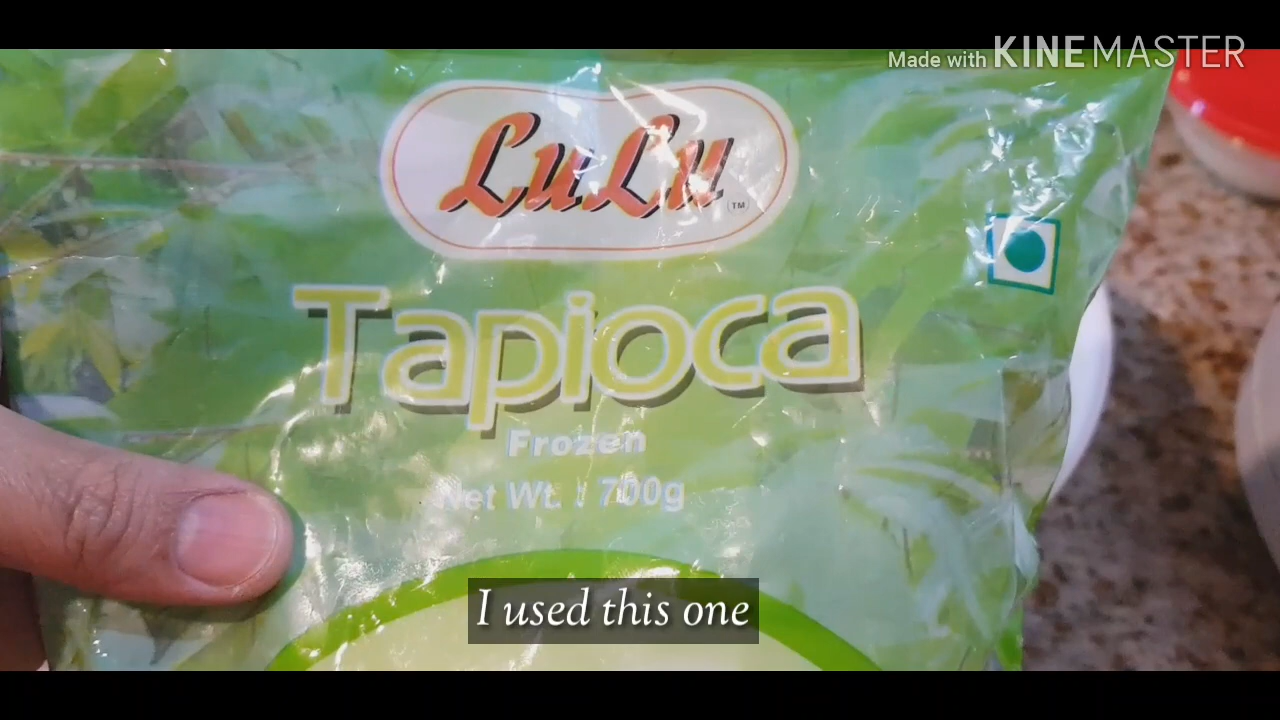 Made with KINEMASTER
LuLu TM
Tapioca
Frozen
Net Wt. : 700g
I used this one